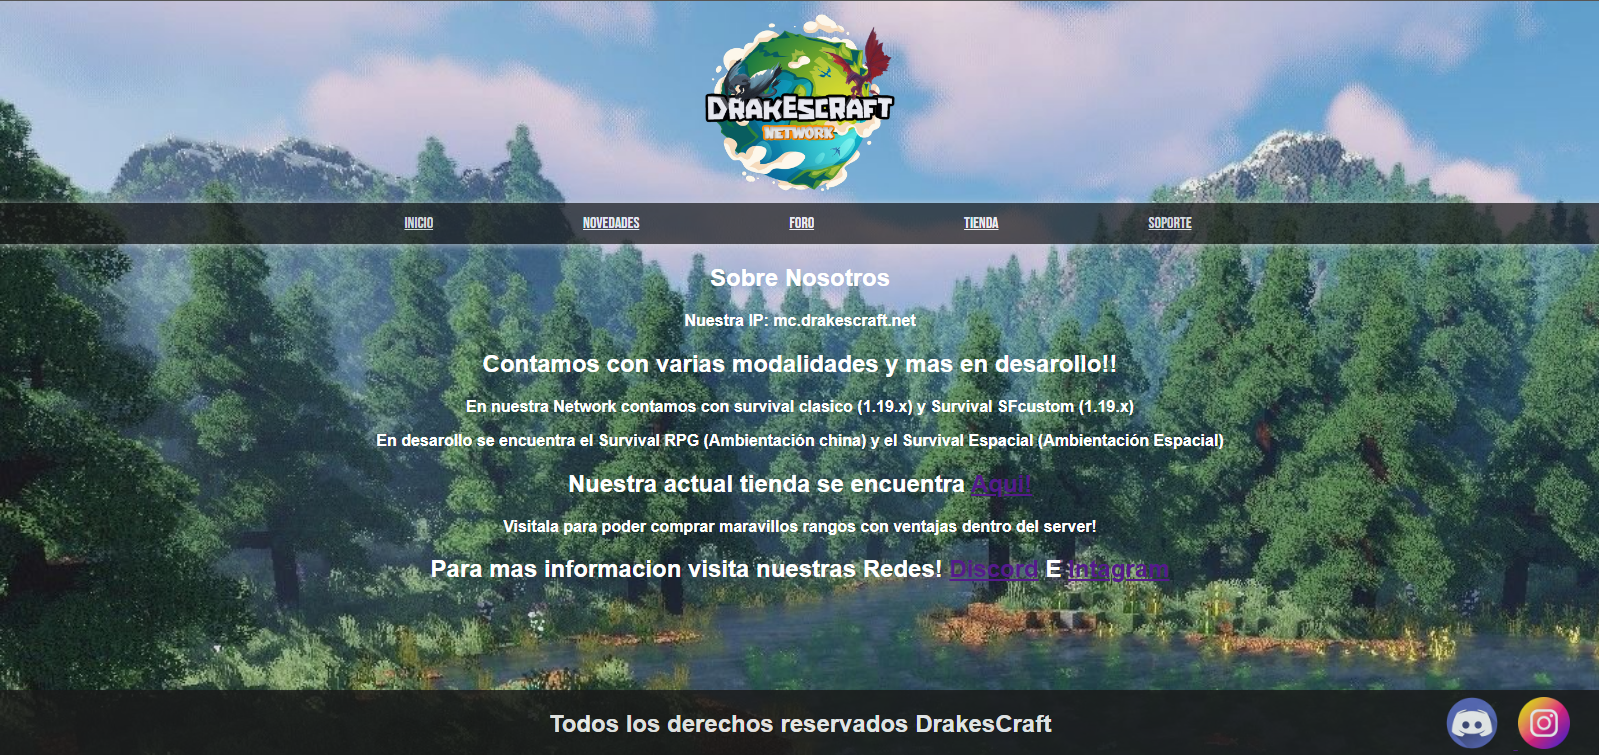 DRAKESCRAFT
NETWORK
INICIO NOVEDADES FORO TIENDA SOPORTE
Sobre Nosotros
Nuestra IP: mc.drakescraft.net
Contamos con varias modalidades y mas en desarollo!!
En nuestra Network contamos con survival clasico (1.19.x) y Survival SFcustom (1.19.x)
En desarollo se encuentra el Survival RPG (Ambientación china) y el Survival Espacial (Ambientación Espacial)
Nuestra actual tienda se encuentra Aqui!
Visitala para poder comprar maravillos rangos con ventajas dentro del server!
Para mas informacion visita nuestras Redes! Discord E Intagram
Todos los derechos reservados DrakesCraft